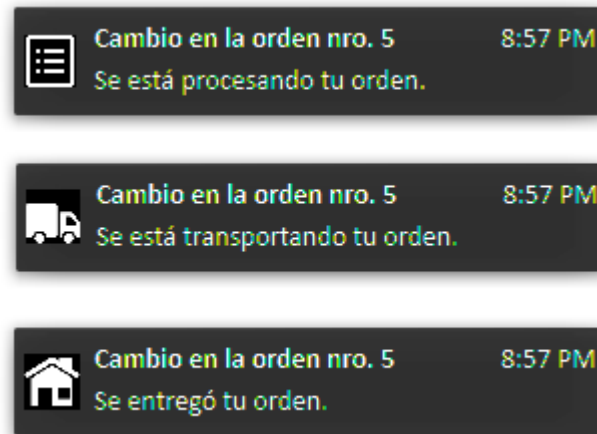 Cambio en la orden nro. 5 8:57 PM
Se está procesando tu orden.
Cambio en la orden nro. 5 8:57 PM
Se está transportando tu orden.
Cambio en la orden nro. 5 8:57 PM
Se entregó tu orden.